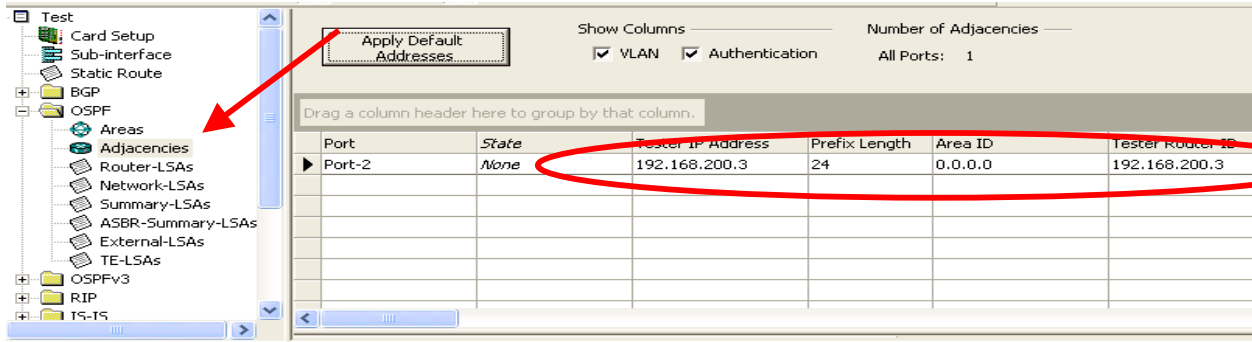 Test
Card Setup
Sub-interface
Static Route
BGP
OSPF
Areas
Adjacencies
Router-LSAs
Network-LSAs
Summary-LSAs
ASBR-Summary-LSAs
External-LSAs
TE-LSAs
OSPFv3
RIP
IS-IS
Apply Default
Addresses
Show Columns
VLAN Authentication
Number of Adjacencies
All Ports: 1
Drag a column header here to group by that column.
Port State Tester IP Address Prefix Length Area ID Tester Router ID
Port-2 None 192.168.200.3 24 0.0.0.0 192.168.200.3